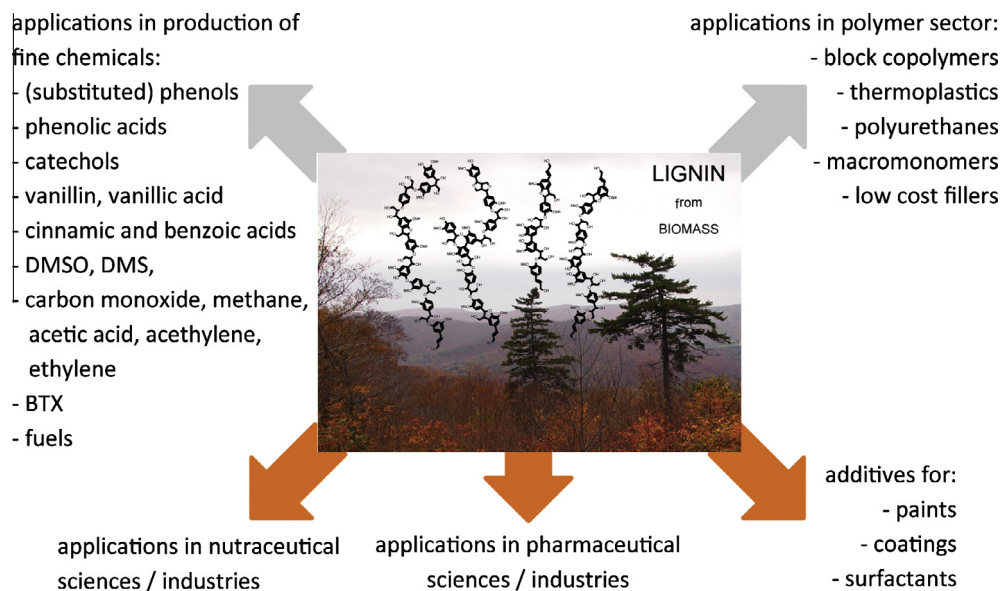 applications in production of
fine chemicals:
- (substituted) phenols
- phenolic acids
- catechols
- vanillin, vanillic acid
- cinnamic and benzoic acids
- DMSO, DMS,
- carbon monoxide, methane,
acetic acid, acethylene,
ethylene
- BTX
- fuels
applications in polymer sector:
- block copolymers
- thermoplastics
- polyurethanes
- macromonomers
- low cost fillers
LIGNIN
from
BIOMASS
applications in nutraceutical
sciences / industries
applications in pharmaceutical
sciences / industries
additives for:
- paints
- coatings
- surfactants